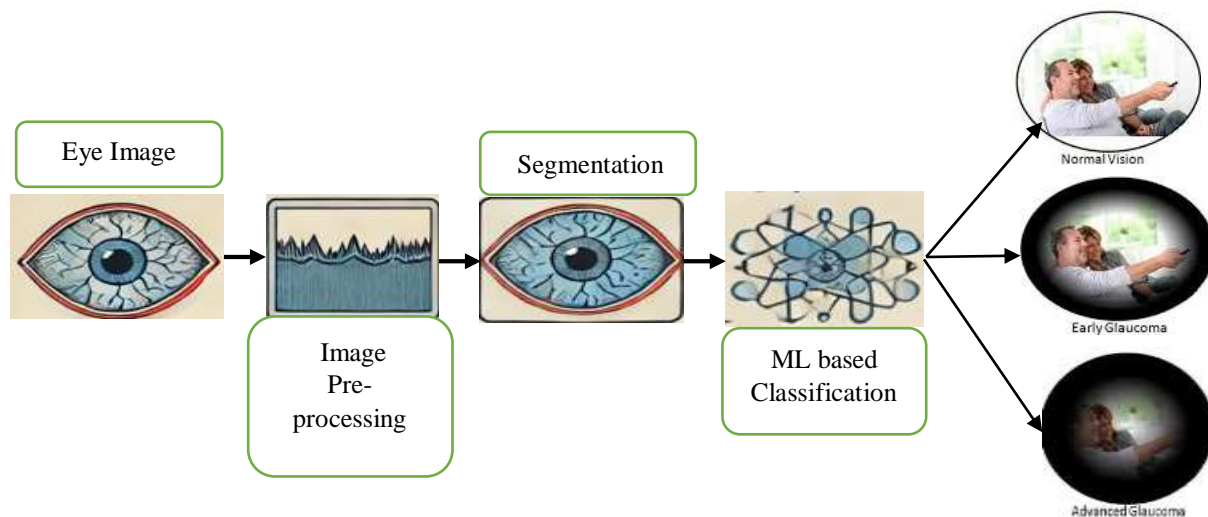 Eye Image
Image
Pre-
processing
Segmentation
ML based
Classification
Normal Vision
Early Glaucoma
Advanced Glaucoma